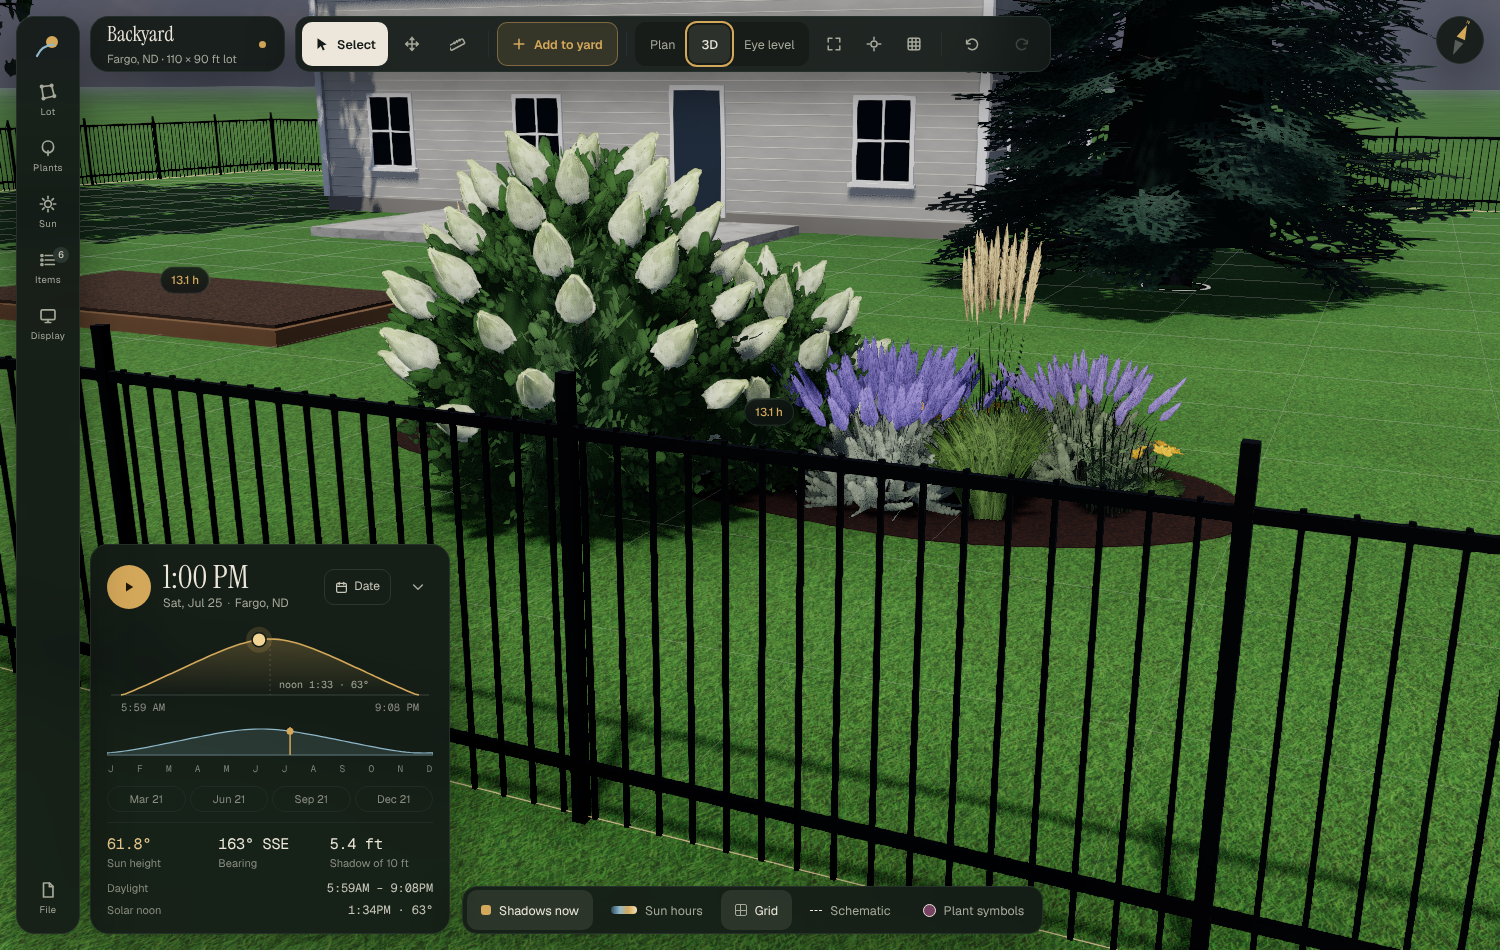 Backyard
Fargo, ND · 110 × 90 ft lot
Select
Add to yard
Plan
3D
Eye level
Lot
Plants
Sun
6
Items
Display
File
13.1 h
13.1 h
1:00 PM
Sat, Jul 25 · Fargo, ND
Date
noon 1:33 · 63°
5:59 AM
9:08 PM
J F M A M J J A S O N D
Mar 21
Jun 21
Sep 21
Dec 21
61.8°
163° SSE
5.4 ft
Sun height
Bearing
Shadow of 10 ft
Daylight
5:59AM – 9:08PM
Solar noon
1:34PM · 63°
Shadows now
Sun hours
Grid
Schematic
Plant symbols